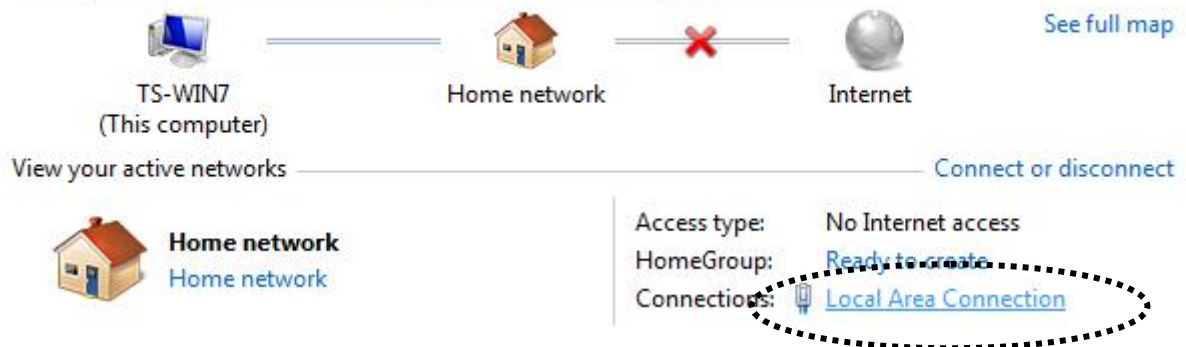 See full map
TS-WIN7
(This computer)
Home network
Internet
View your active networks
Connect or disconnect
Home network
Home network
Access type: No Internet access
HomeGroup: Ready to create
Connections: Local Area Connection